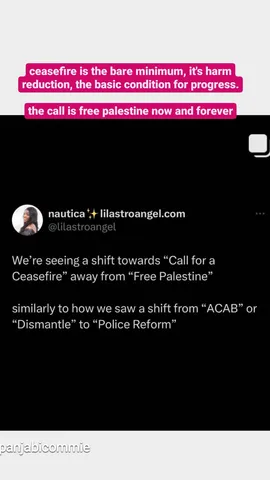 ceasefire is the bare minimum, it's harm
reduction, the basic condition for progress.
the call is free palestine now and forever
nautica✨ lilastroangel.com
@lilastroangel
We're seeing a shift towards "Call for a
Ceasefire" away from "Free Palestine"
similarly to how we saw a shift from "ACAB" or
"Dismantle" to "Police Reform"
panjabicommie